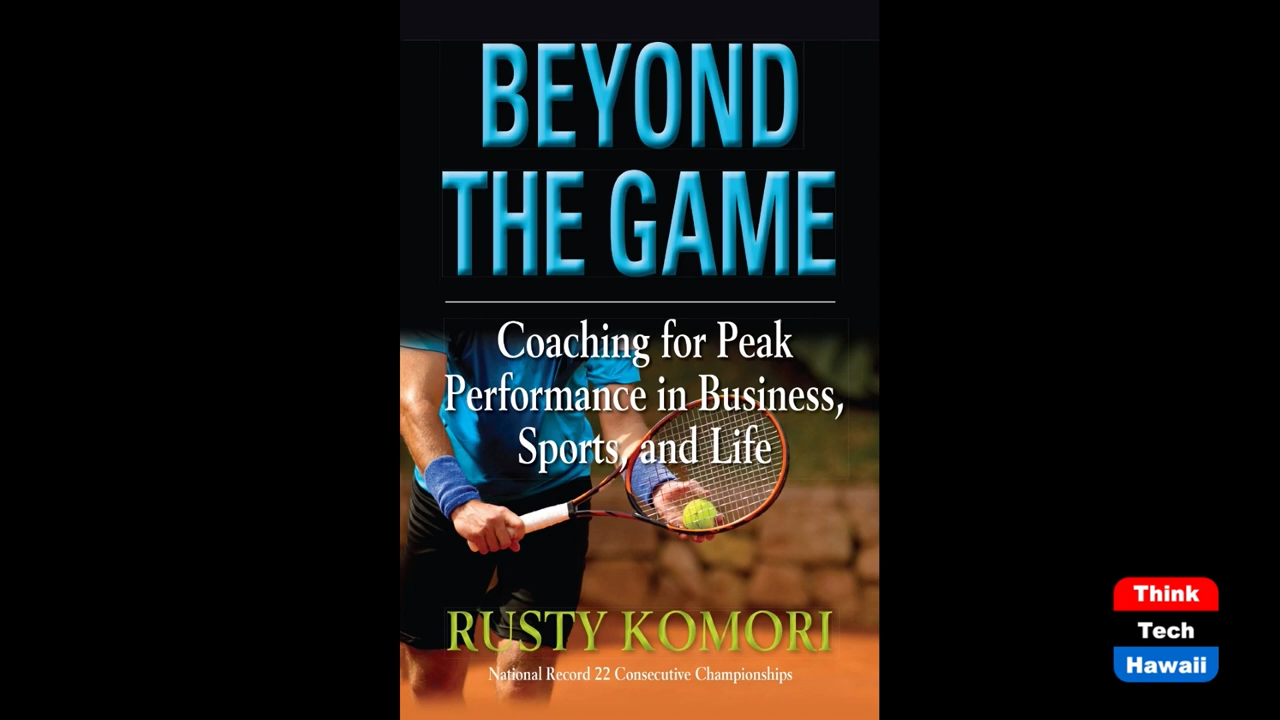 BEYOND
THE GAME
Coaching for Peak
Performance in Business,
Sports, and Life
RUSTY KOMORI
National Record 22 Consecutive Championships
Think
Tech
Hawaii